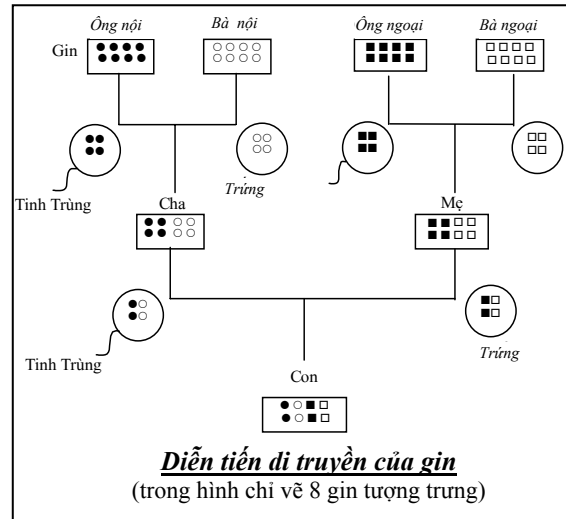 Ông nội Bà nội Ông ngoại Bà ngoại
Gin
Tinh Trùng Trứng
Cha Mẹ
Tinh Trùng Trứng
Con
Diễn tiến di truyền của gin
(trong hình chỉ vẽ 8 gin tượng trưng)